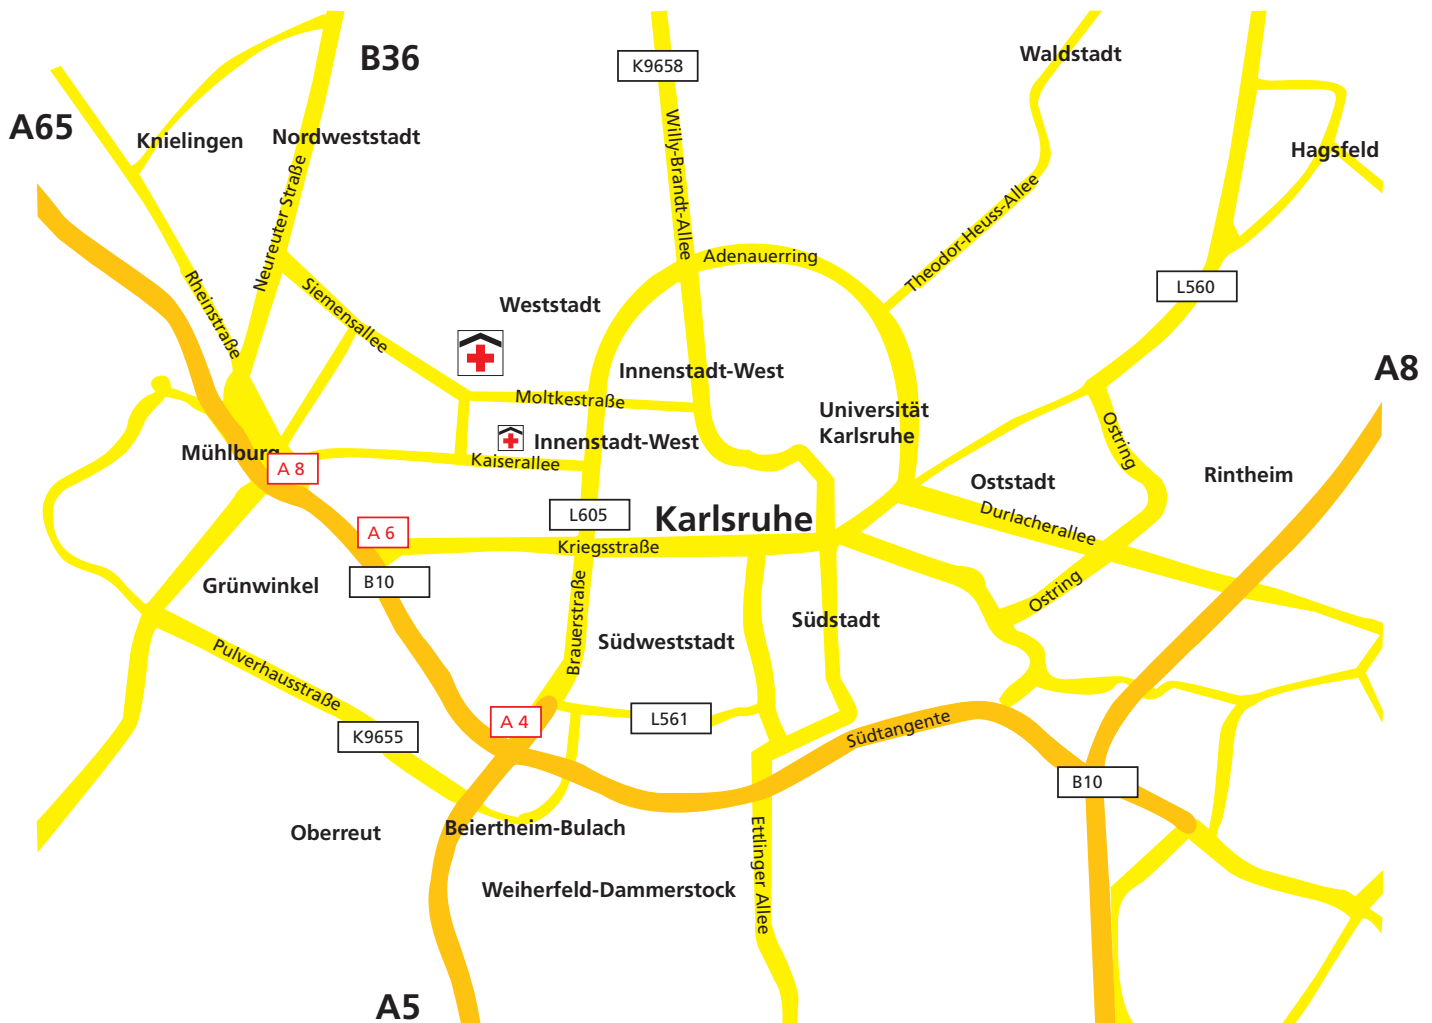 B36
K9658
Waldstadt
A65
Knielingen
Nordweststadt
Hagsfeld
Willy-Brandt-Allee
Neureuter Straße
Adenauerring
Theodor-Heuss-Allee
L560
Rheinstraße
Siemensallee
Weststadt
Innenstadt-West
A8
Moltkestraße
Universität
Karlsruhe
Innenstadt-West
Mühlburg
A 8
Kaiserallee
Ostring
Rintheim
Oststadt
L605
Karlsruhe
Durlacherallee
A 6
Kriegsstraße
B10
Grünwinkel
Ostring
Brauerstraße
Südweststadt
Südstadt
Pulverhausstraße
A 4
L561
K9655
Südtangente
B10
Oberreut
Beiertheim-Bulach
Ettlinger Allee
Weiherfeld-Dammerstock
A5